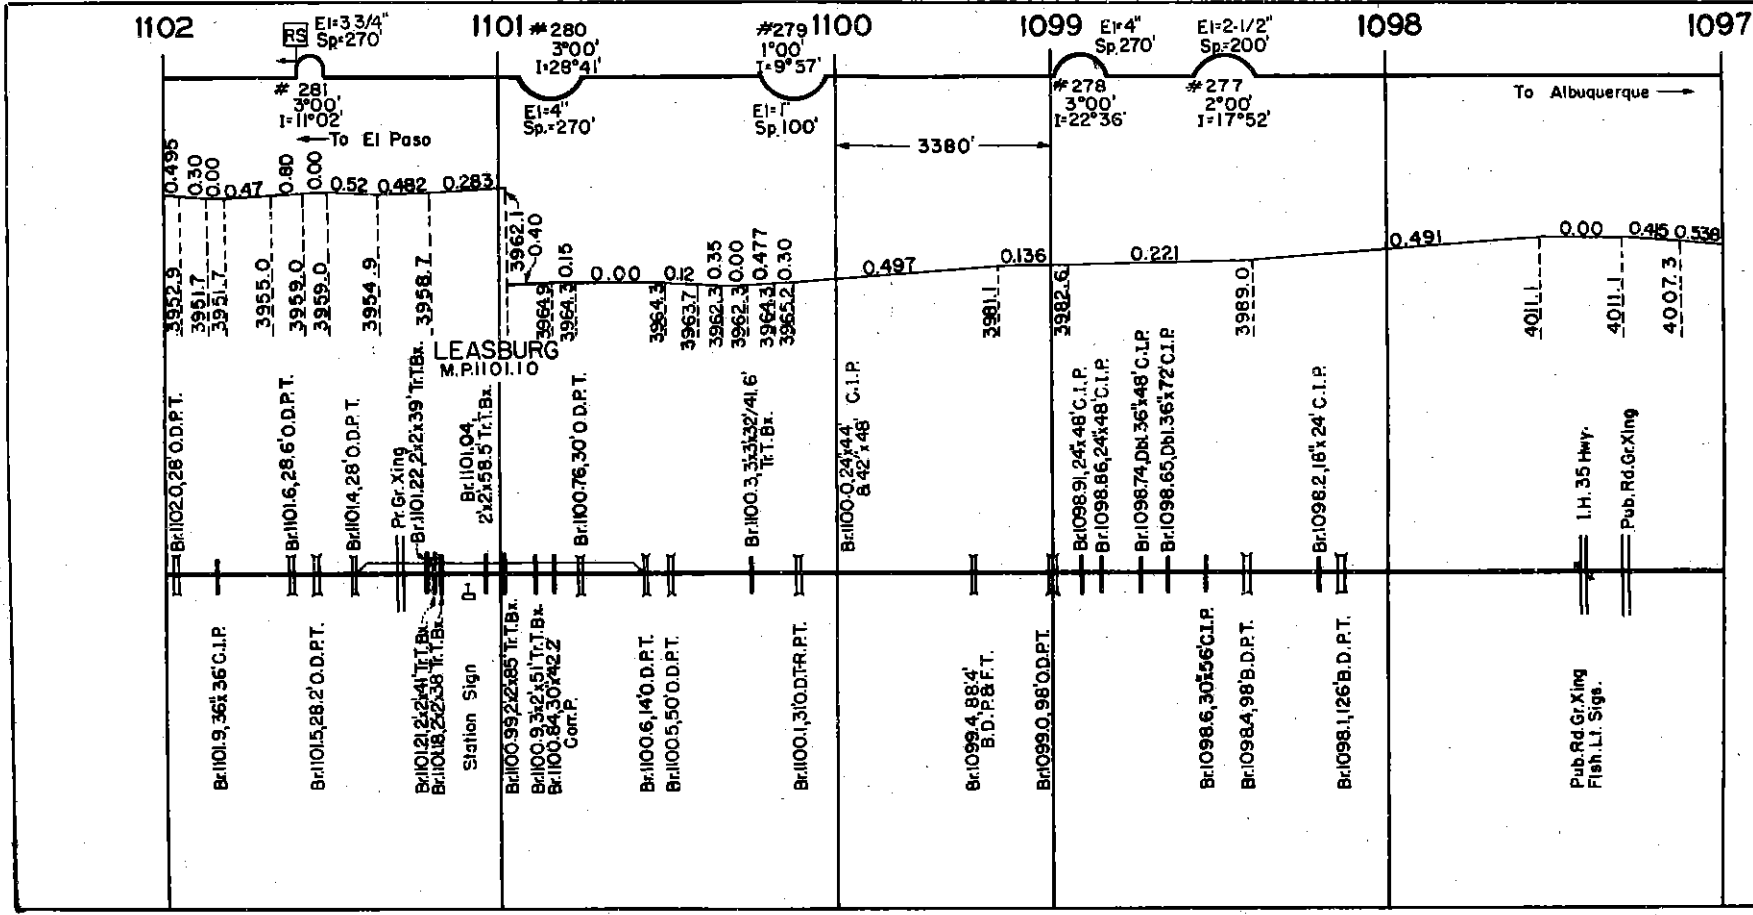 1102
1101
1100
1099
1098
1097
RS
El=3 3/4"
Sp=270'
# 281
3°00'
I=11°02'
#280
3°00'
I=28°41'
El=4"
Sp.=270'
#279
1°00'
I=9°57'
El=1"
Sp.100'
El=4"
Sp.270'
#278
3°00'
I=22°36'
El=2-1/2"
Sp.=200'
#277
2°00'
I=17°52'
To Albuquerque
To El Paso
3380'
0.495
0.30
0.00
0.47
0.80
0.00
0.52
0.482
0.283
0.40
0.15
0.00
0.12
0.35
0.00
0.477
0.30
0.497
0.136
0.221
0.491
0.00
0.415
0.538
3952.9
3951.7
3951.7
3955.0
3959.0
3959.0
3954.9
3958.7
3962.1
3964.9
3964.3
3964.3
3963.7
3962.3
3962.3
3964.3
3965.2
3981.1
3982.6
3989.0
4011.1
4011.1
4007.3
LEASBURG
M.P.1101.10
Br.1102.0,28'O.D.P.T.
Br.1101.6,28.6'O.D.P.T.
Br.1101.4,28'O.D.P.T.
Pr.Gr.Xing
Br.1101.22,2'x2'x39'Tr.T.Bx.
Br.1101.04,
2'x2'x58.5'Tr.T.Bx.
Br.1100.76,30'O.D.P.T.
Br.1100.3,3'x3'x32'/41.6'
Tr.T.Bx.
Br.1100.0,24"x44' C.I.P.
& 42"x48'
Br.1098.91,24"x48'C.I.P.
Br.1098.86,24"x48'C.I.P.
Br.1098.74,Dbl.36"x48'C.I.P.
Br.1098.65,Dbl.36"x72'C.I.P.
Br.1098.2,18"x24'C.I.P.
I.H.35 Hwy.
Pub.Rd.Gr.Xing
Br.1101.9,36"x36'C.I.P.
Br.1101.5,28.2'O.D.P.T.
Br.1101.21,2'x2'x41'Tr.T.Bx.
Br.1101.18,2'x2'x38'Tr.T.Bx.
Station Sign
Br.1100.99,2'x2'x85'Tr.T.Bx.
Br.1100.9,3'x2'x51'Tr.T.Bx.
Br.1100.84,30"x42.2'
Corr.P.
Br.1100.6,14'O.D.P.T.
Br.1100.5,50'O.D.P.T.
Br.1100.1,31'O.D.T-R.P.T.
Br.1099.4,88.4'
B.D.P.& F.T.
Br.1099.0,98'O.D.P.T.
Br.1098.6,30"x56'C.I.P.
Br.1098.4,98'B.D.P.T.
Br.1098.1,126'B.D.P.T.
Pub.Rd.Gr.Xing
Flsh.Lt. Sigs.